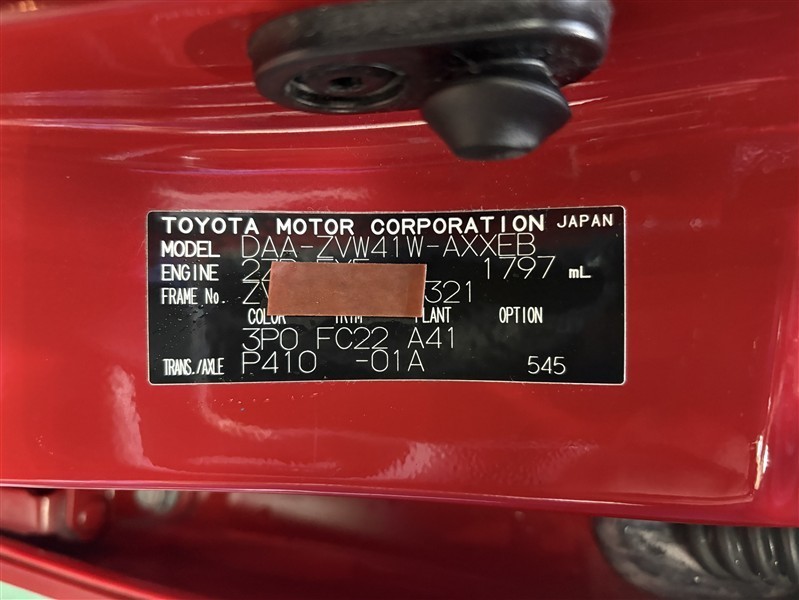 TOYOTA MOTOR CORPORATION JAPAN
MODEL DAA-ZVW41W-AXXEB
ENGINE 1797 mL
FRAME No. ZV 321
COLOR TRIM PLANT OPTION
3P0 FC22 A41
TRANS./AXLE P410 -01A 545